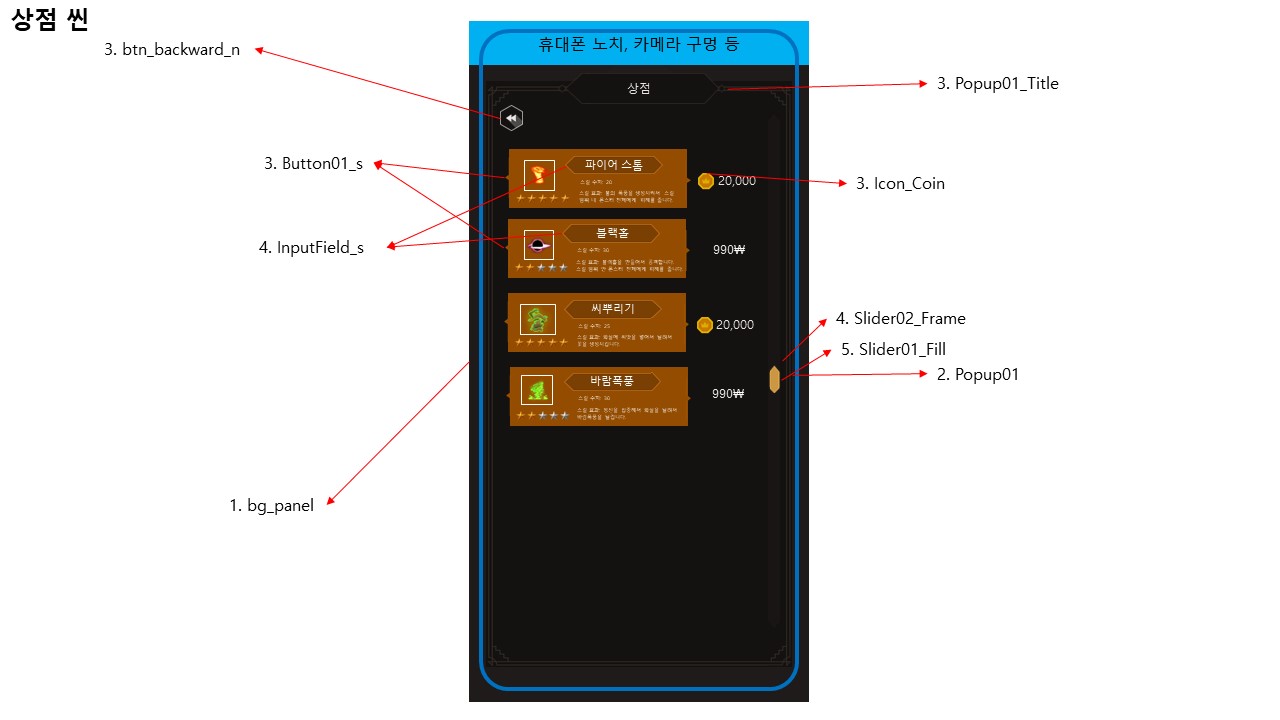 상점 씬
휴대폰 노치, 카메라 구멍 등
3. btn_backward_n
상점
3. Popup01_Title
3. Button01_s
파이어 스톰
스킬 수치: 20
20,000
3. Icon_Coin
4. InputField_s
블랙홀
스킬 수치: 30
990₩
씨뿌리기
스킬 수치: 25
20,000
4. Slider02_Frame
5. Slider01_Fill
2. Popup01
바람폭풍
스킬 수치: 30
990₩
1. bg_panel